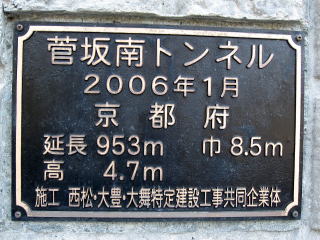 菅坂南トンネル
2006年1月
京都府
延長 953m 巾 8.5m
高 4.7m
施工 西松・大豊・大舞特定建設工事共同企業体